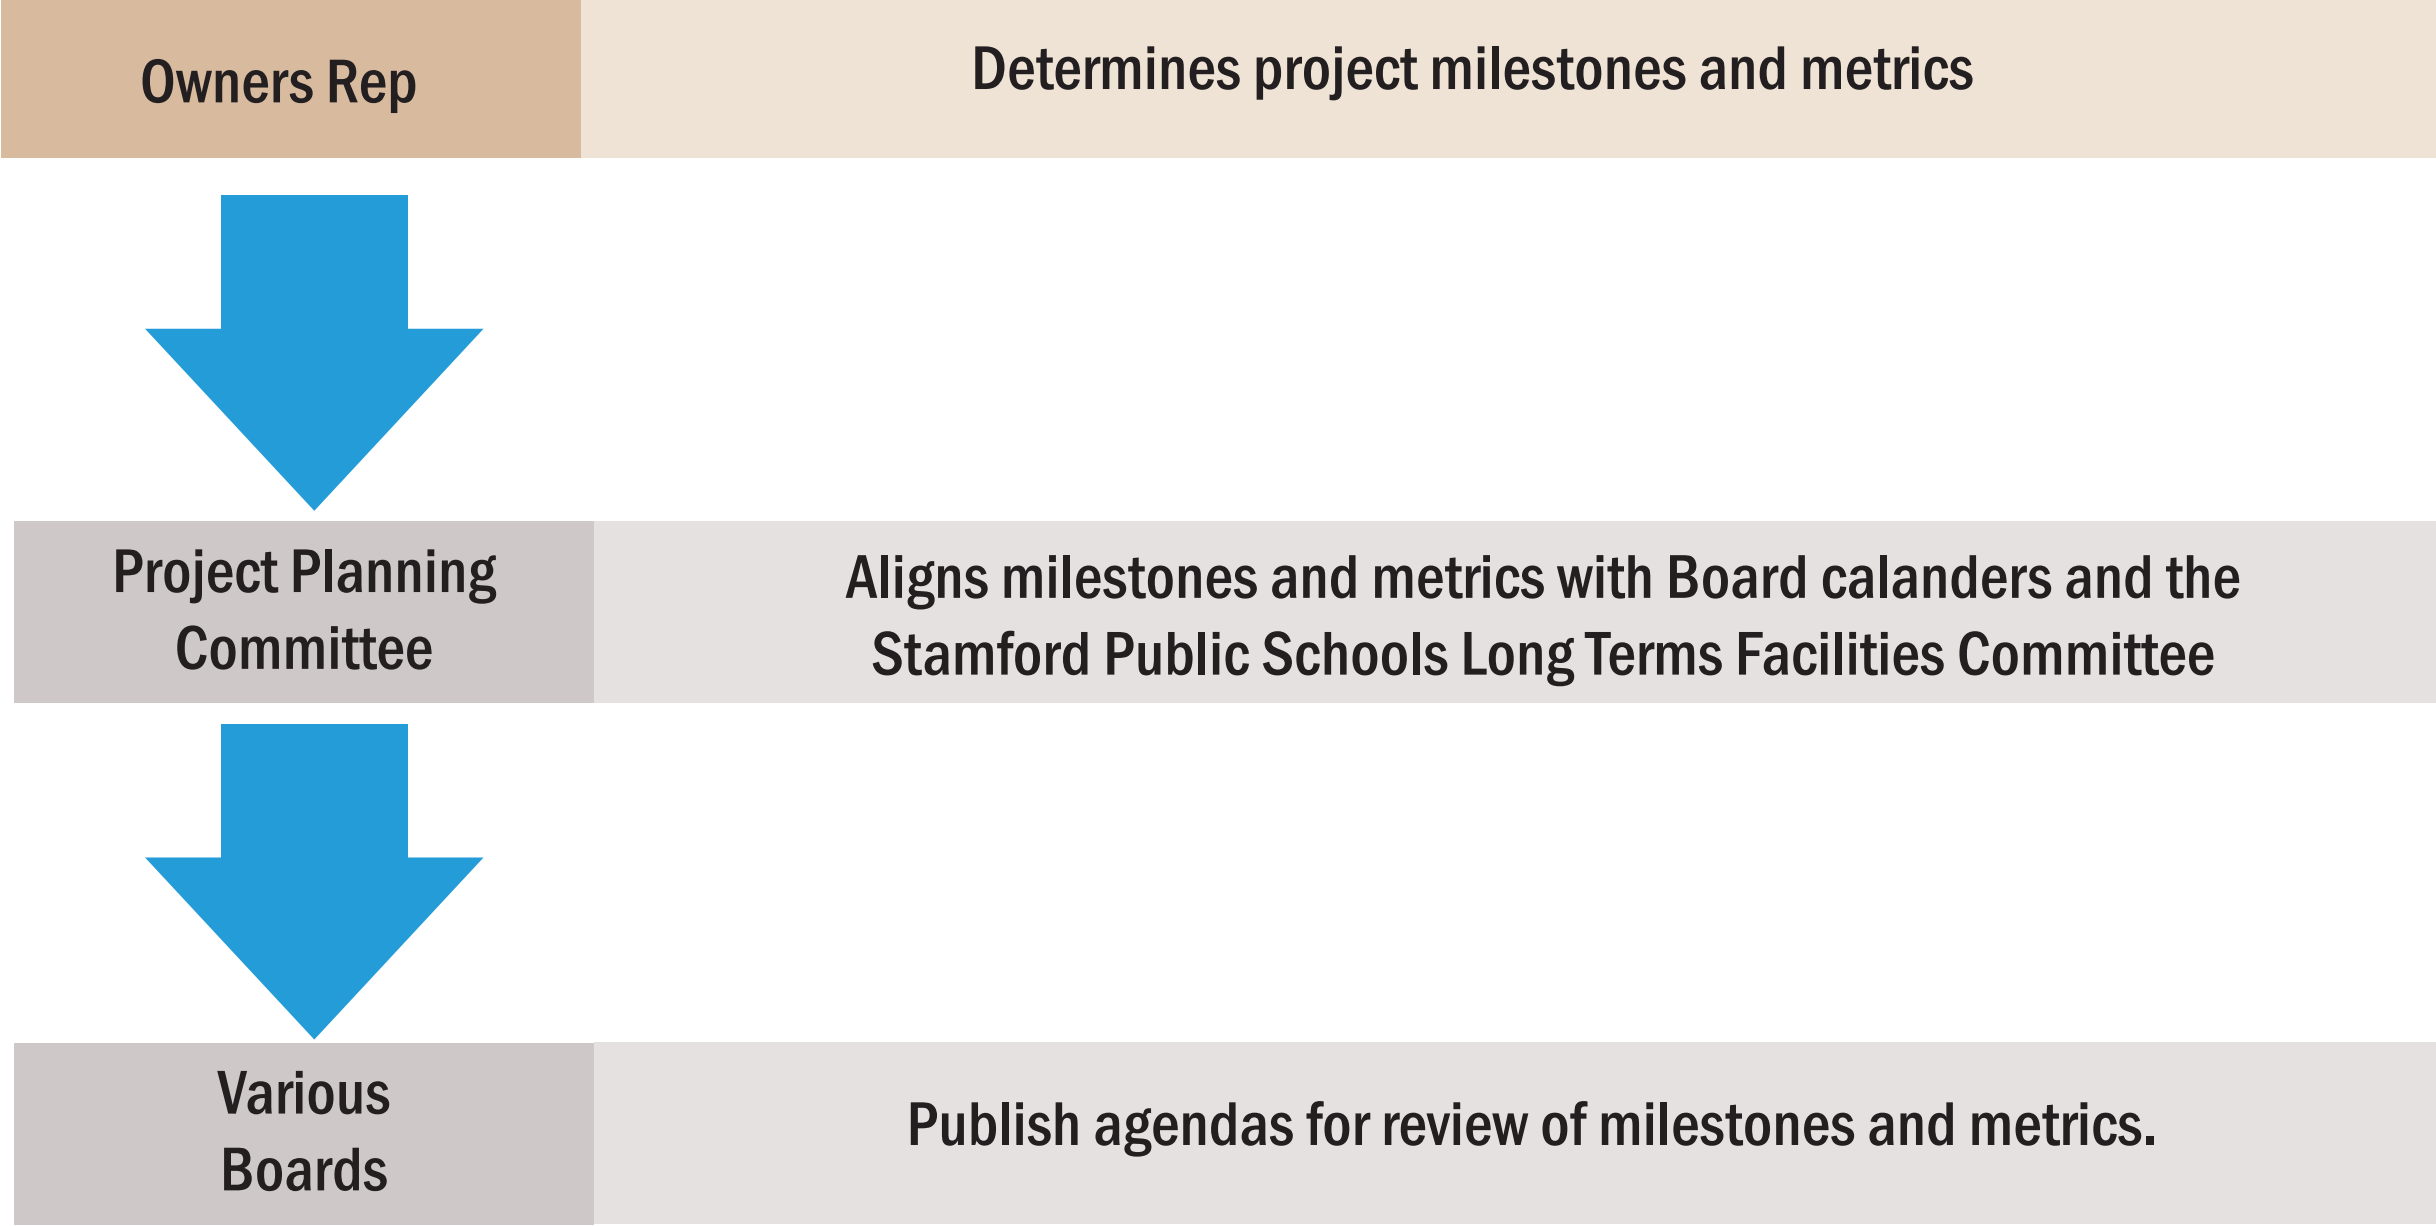 Owners Rep
Determines project milestones and metrics
Project Planning
Committee
Aligns milestones and metrics with Board calanders and the
Stamford Public Schools Long Terms Facilities Committee
Various
Boards
Publish agendas for review of milestones and metrics.